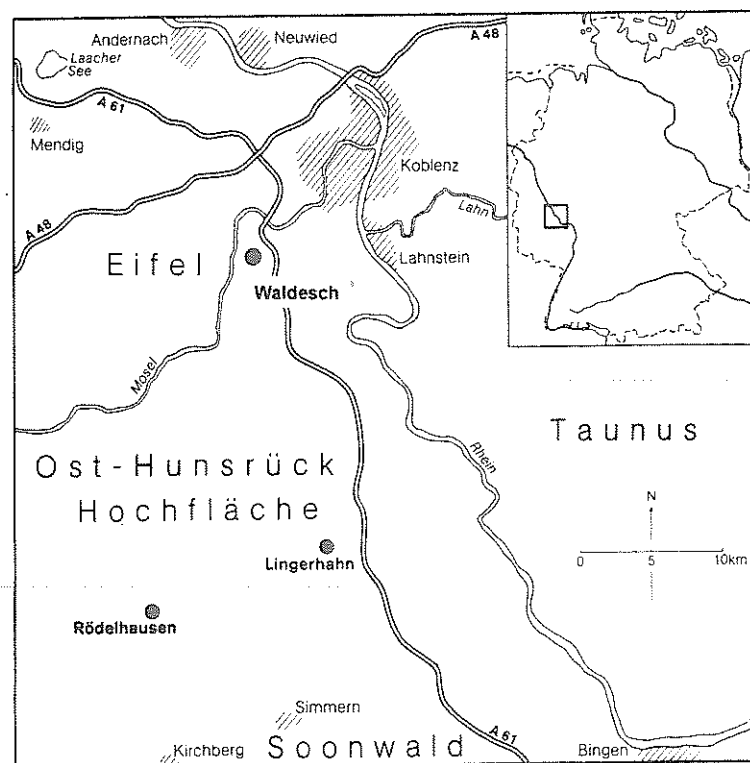 Andernach
Neuwied
A 48
Laacher
See
A 61
Mendig
Koblenz
Lahn
A 48
Lahnstein
Eifel
Waldesch
Mosel
Taunus
Rhein
Ost-Hunsrück
Hochfläche
N
0 5 10km
Lingerhahn
Rödelhausen
Simmern
A 61
Kirchberg
Soonwald
Bingen